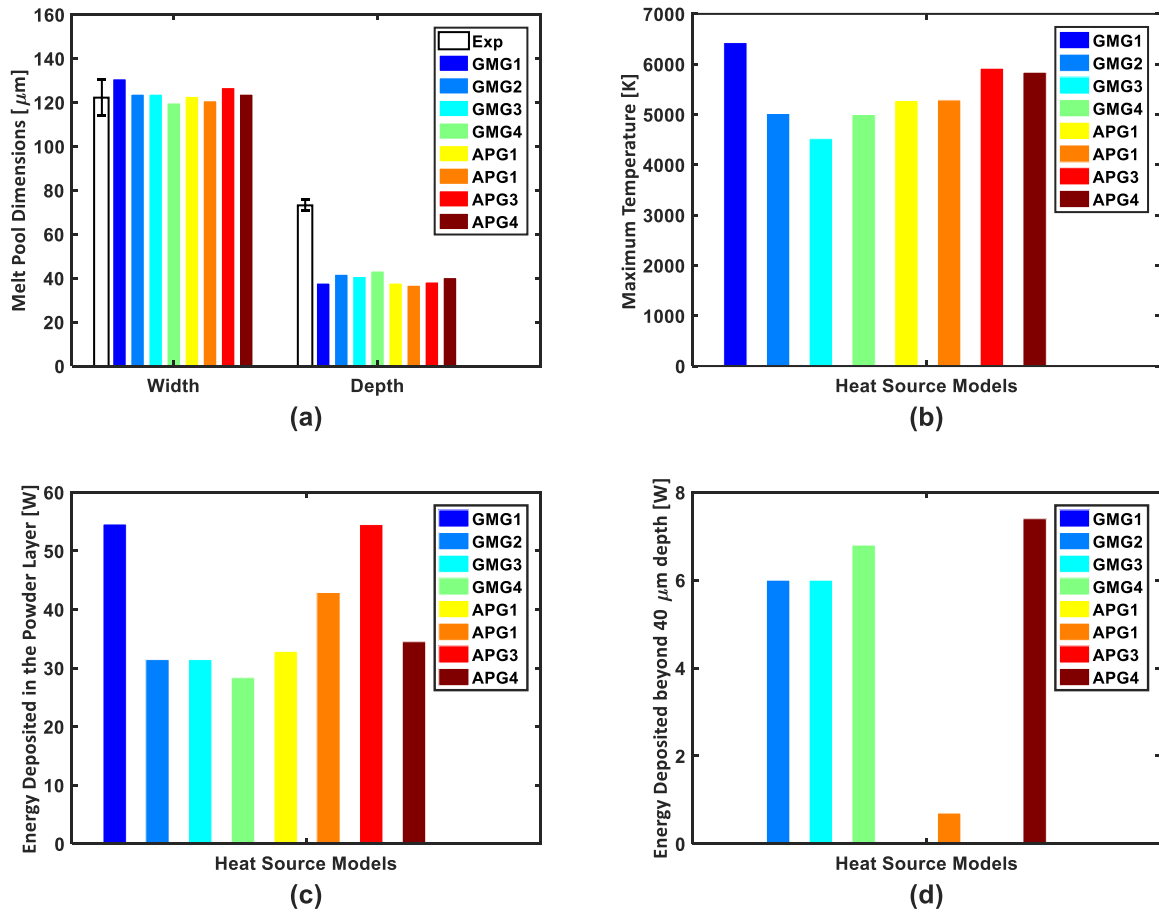 Melt Pool Dimensions [ μm]
160
140
120
100
80
60
40
20
0
Width
Depth
Exp
GMG1
GMG2
GMG3
GMG4
APG1
APG1
APG3
APG4
(a)
Maximum Temperature [K]
7000
6000
5000
4000
3000
2000
1000
0
Heat Source Models
GMG1
GMG2
GMG3
GMG4
APG1
APG1
APG3
APG4
(b)
Energy Deposited in the Powder Layer [W]
60
50
40
30
20
10
0
Heat Source Models
GMG1
GMG2
GMG3
GMG4
APG1
APG1
APG3
APG4
(c)
Energy Deposited beyond 40 μm depth [W]
8
6
4
2
0
Heat Source Models
GMG1
GMG2
GMG3
GMG4
APG1
APG1
APG3
APG4
(d)